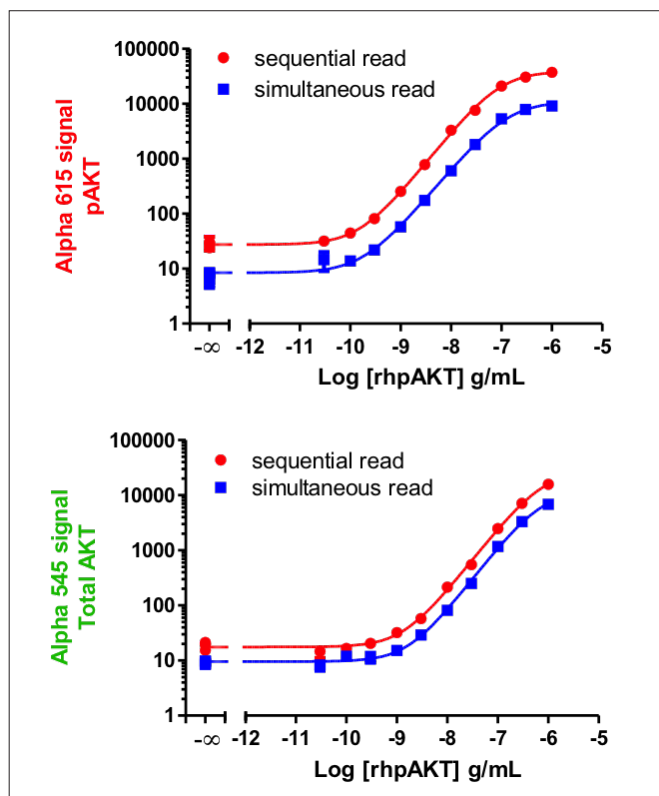 100000
10000
1000
100
10
1
sequential read
simultaneous read
Alpha 615 signal
pAKT
-∞ -12 -11 -10 -9 -8 -7 -6 -5
Log [rhpAKT] g/mL
100000
10000
1000
100
10
1
sequential read
simultaneous read
Alpha 545 signal
Total AKT
-∞ -12 -11 -10 -9 -8 -7 -6 -5
Log [rhpAKT] g/mL